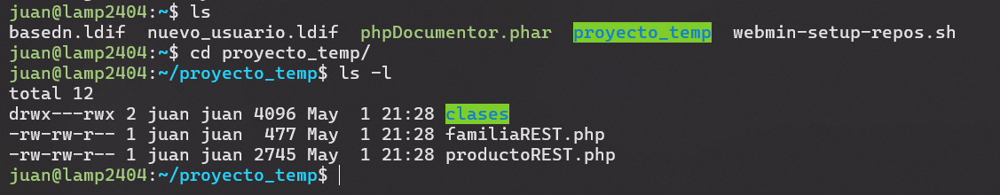 juan@lamp2404:~$ ls
basedn.ldif  nuevo_usuario.ldif  phpDocumentor.phar  proyecto_temp  webmin-setup-repos.sh
juan@lamp2404:~$ cd proyecto_temp/
juan@lamp2404:~/proyecto_temp$ ls -l
total 12
drwx---rwx 2 juan juan 4096 May  1 21:28 clases
-rw-rw-r-- 1 juan juan  477 May  1 21:28 familiaREST.php
-rw-rw-r-- 1 juan juan 2745 May  1 21:28 productoREST.php
juan@lamp2404:~/proyecto_temp$